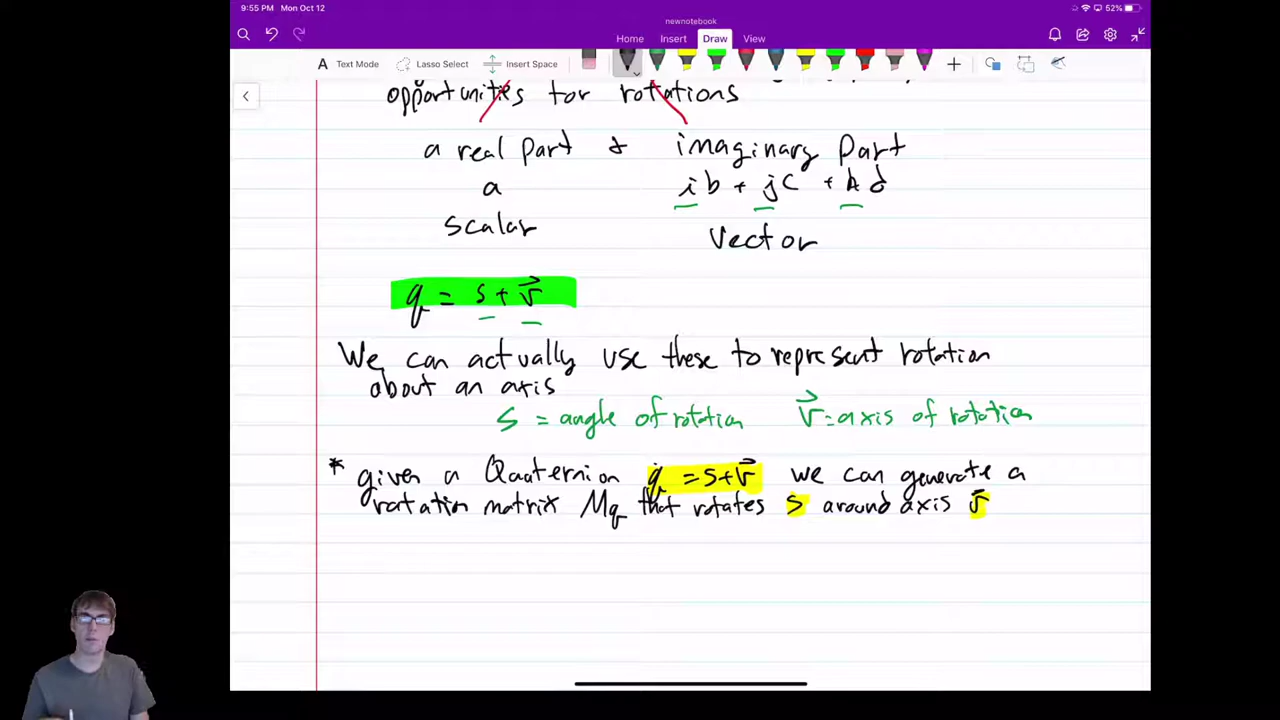 9:55 PM Mon Oct 12
52%
newnotebook
Home Insert Draw View
A Text Mode Lasso Select Insert Space
opportunities for rotations
a real part & imaginary part
a ib + jc + kd
scalar vector
q = s + v⃗
We can actually use these to represent rotation
about an axis
s = angle of rotation v⃗ = axis of rotation
* given a Quaternion q = s+v⃗ we can generate a
rotation matrix Mq that rotates s around axis v⃗